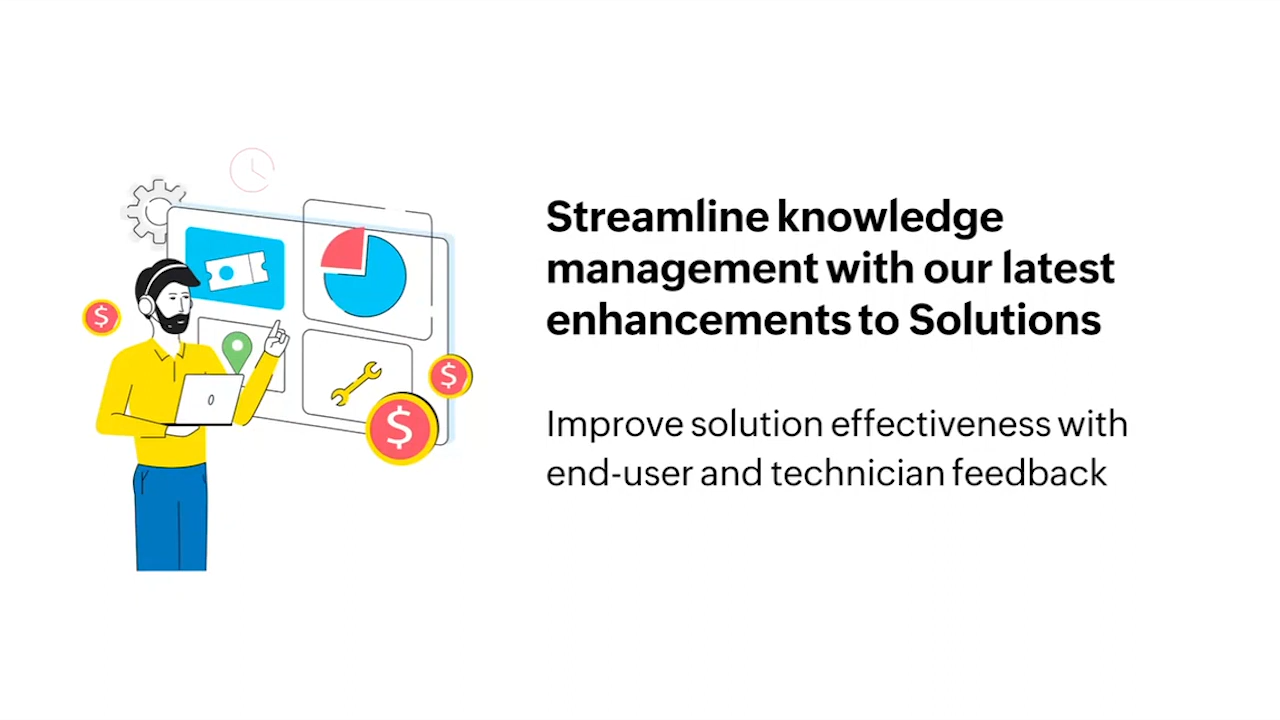 Streamline knowledge
management with our latest
enhancements to Solutions
Improve solution effectiveness with
end-user and technician feedback
$
$
$